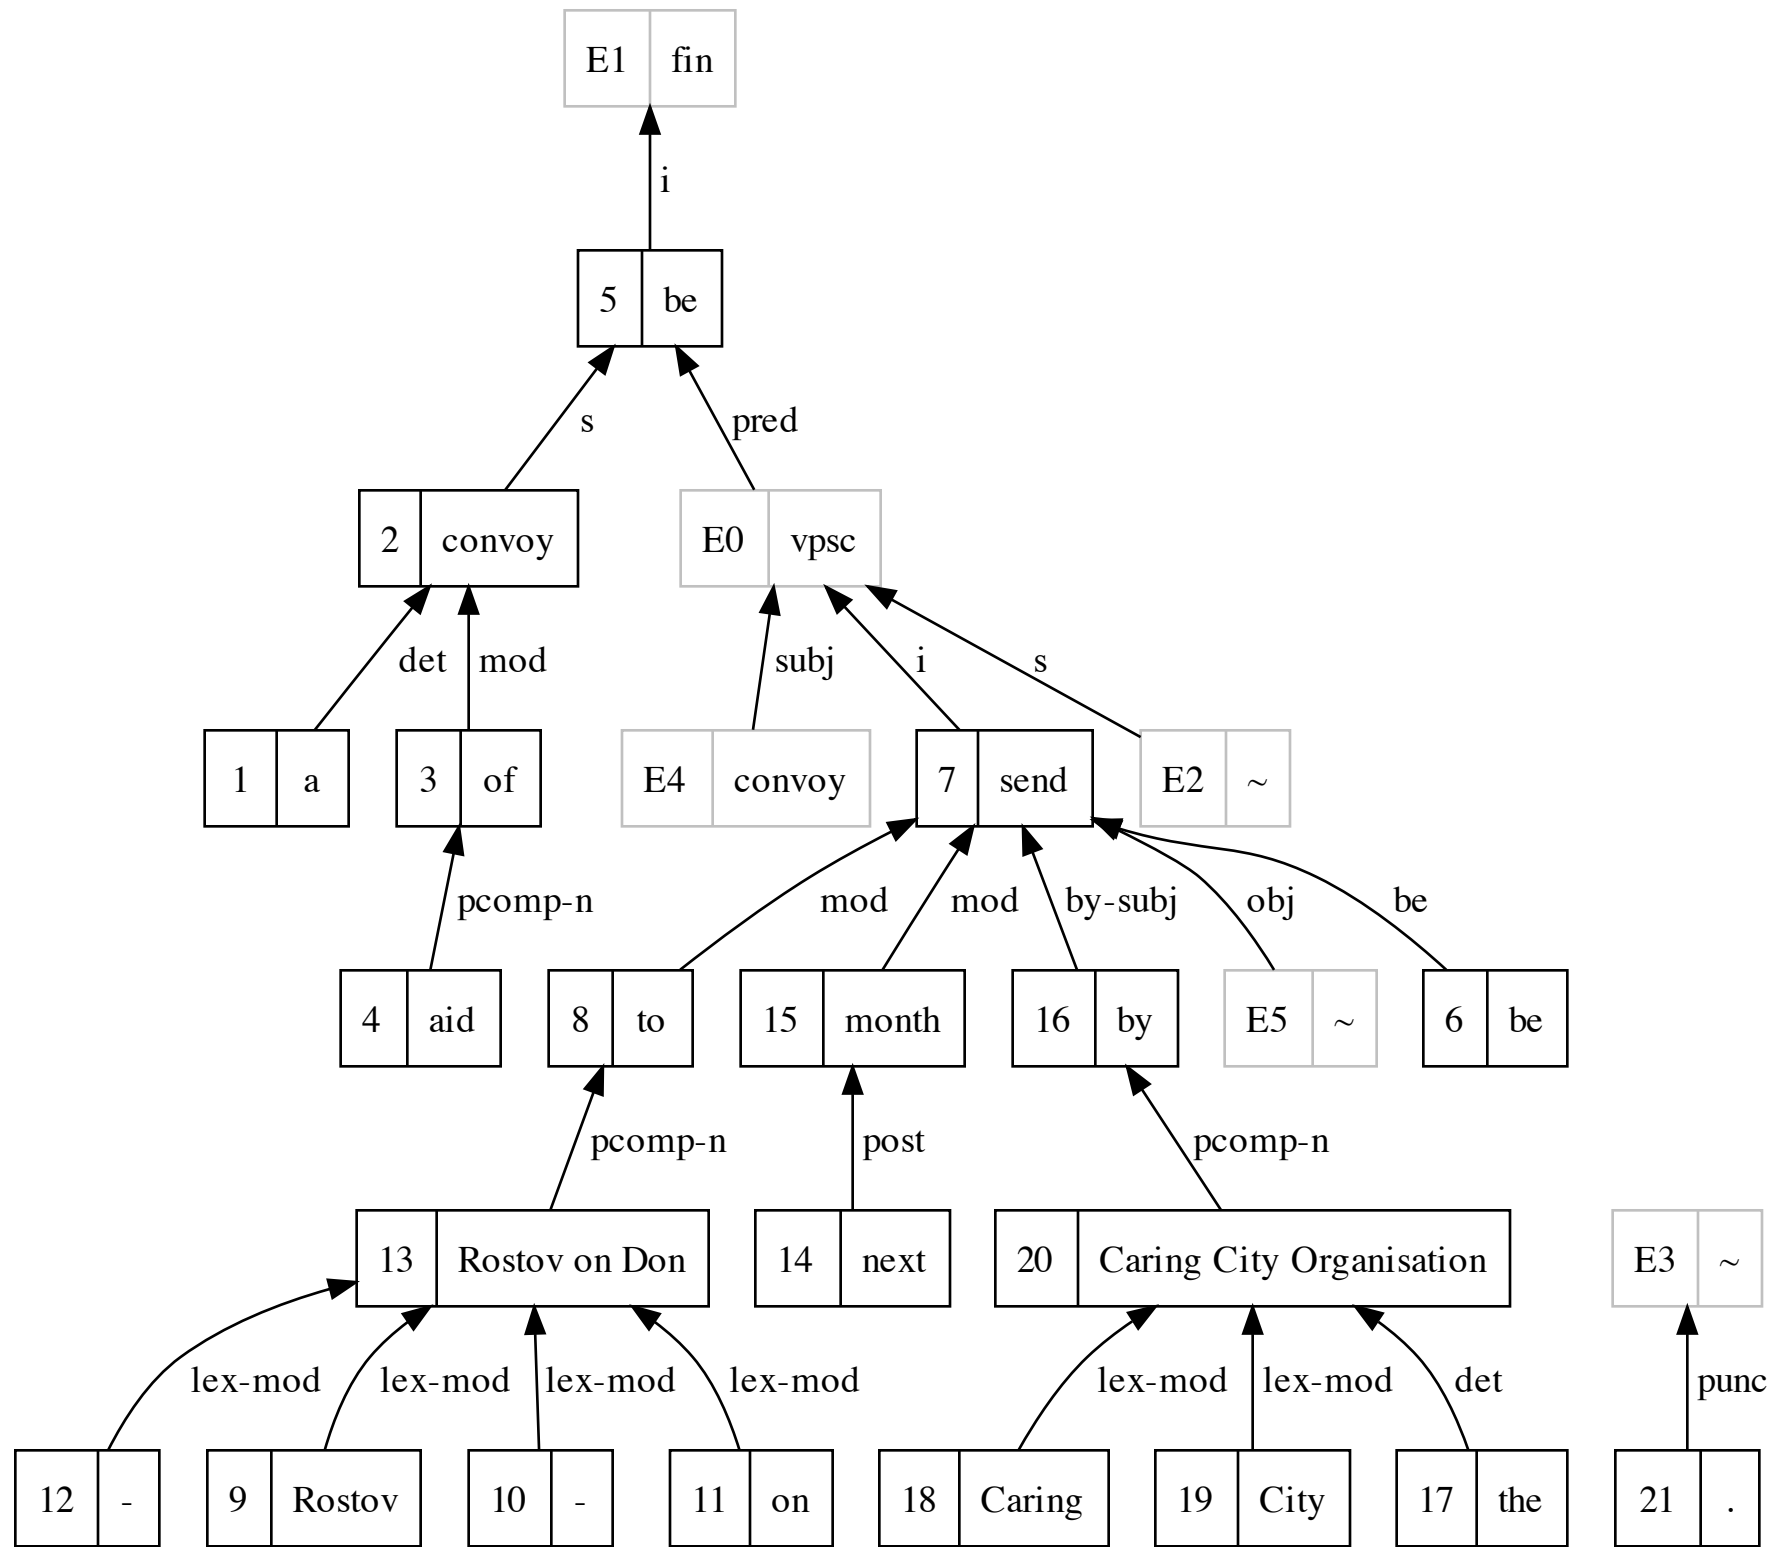 E1 fin
i
5 be
s pred
2 convoy E0 vpsc
det mod subj i s
1 a 3 of E4 convoy 7 send E2 ~
pcomp-n mod mod by-subj obj be
4 aid 8 to 15 month 16 by E5 ~ 6 be
pcomp-n post pcomp-n
13 Rostov on Don 14 next 20 Caring City Organisation E3 ~
lex-mod lex-mod lex-mod lex-mod lex-mod lex-mod det punc
12 - 9 Rostov 10 - 11 on 18 Caring 19 City 17 the 21 .